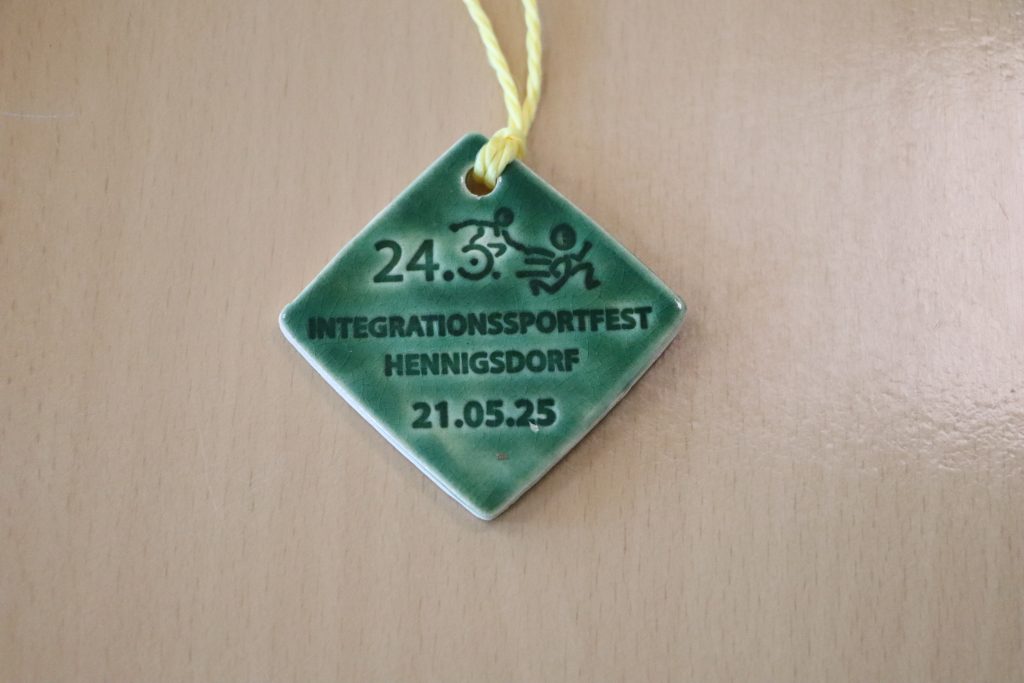 24.
INTEGRATIONSSPORTFEST
HENNIGSDORF
21.05.25